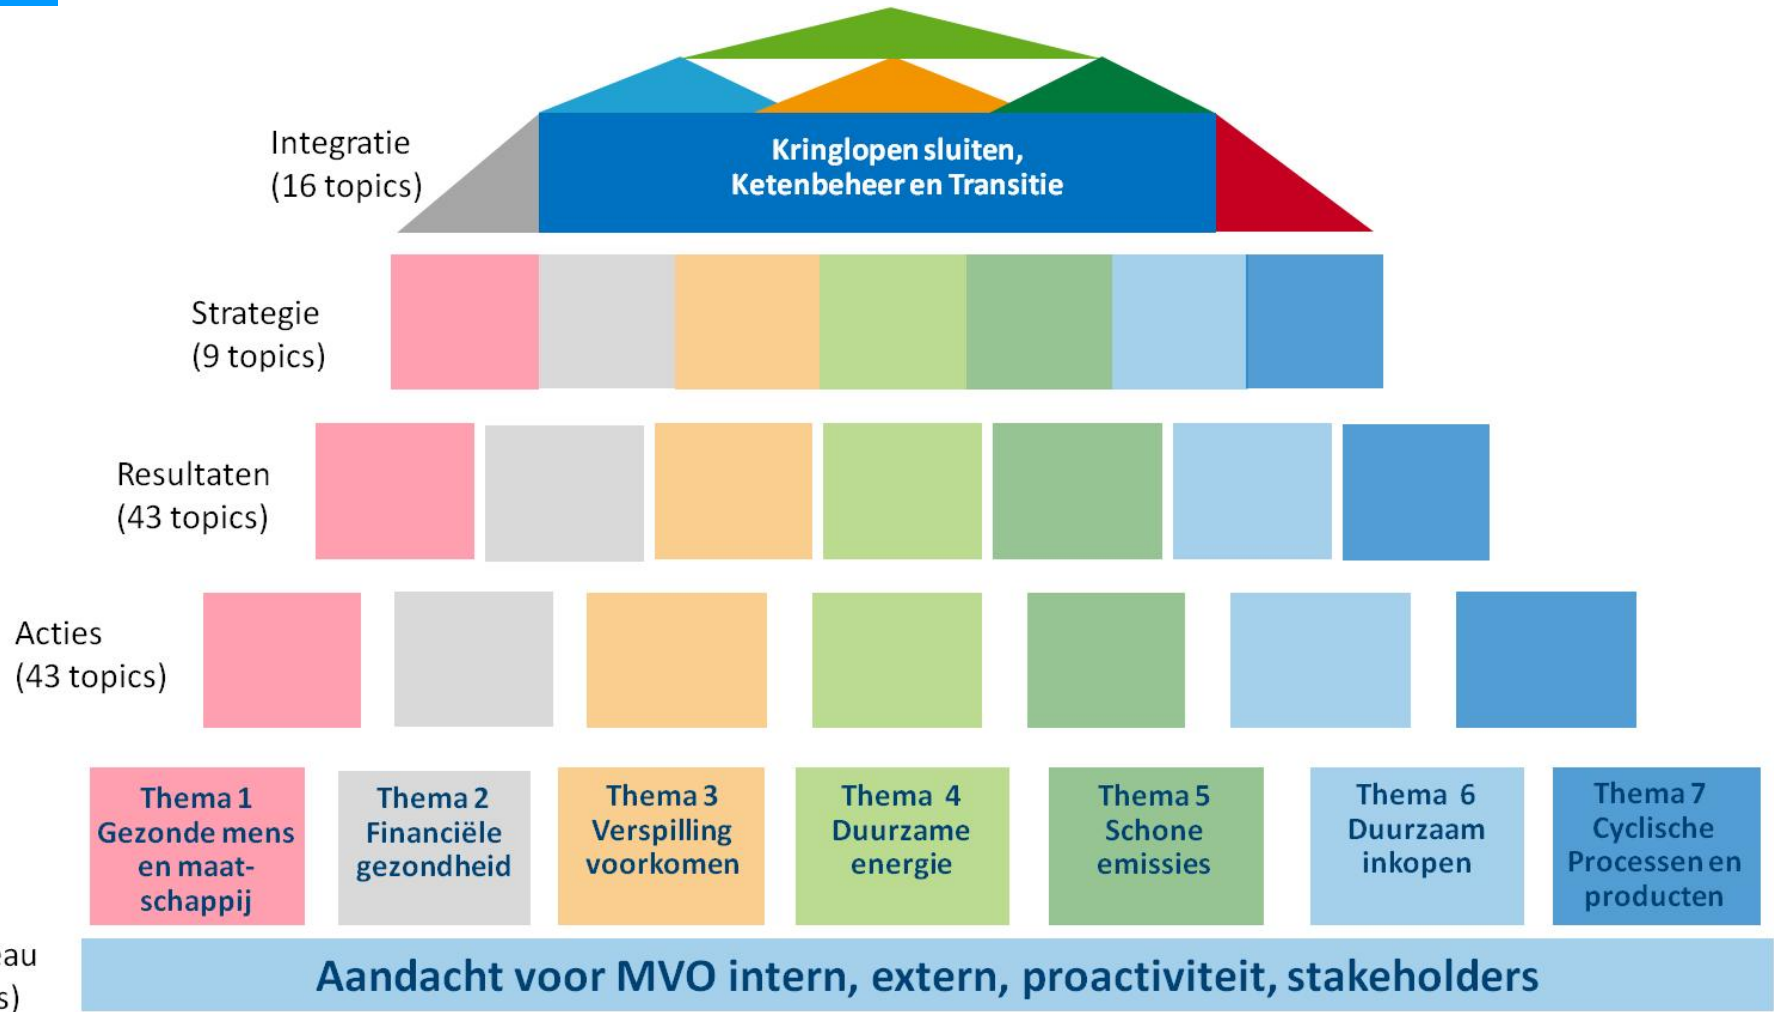 Integratie
(16 topics)
Kringlopen sluiten,
Ketenbeheer en Transitie
Strategie
(9 topics)
Resultaten
(43 topics)
Acties
(43 topics)
Thema 1
Gezonde mens
en maat-
schappij
Thema 2
Financiële
gezondheid
Thema 3
Verspilling
voorkomen
Thema 4
Duurzame
energie
Thema 5
Schone
emissies
Thema 6
Duurzaam
inkopen
Thema 7
Cyclische
Processen en
producten
Aandacht voor MVO intern, extern, proactiviteit, stakeholders